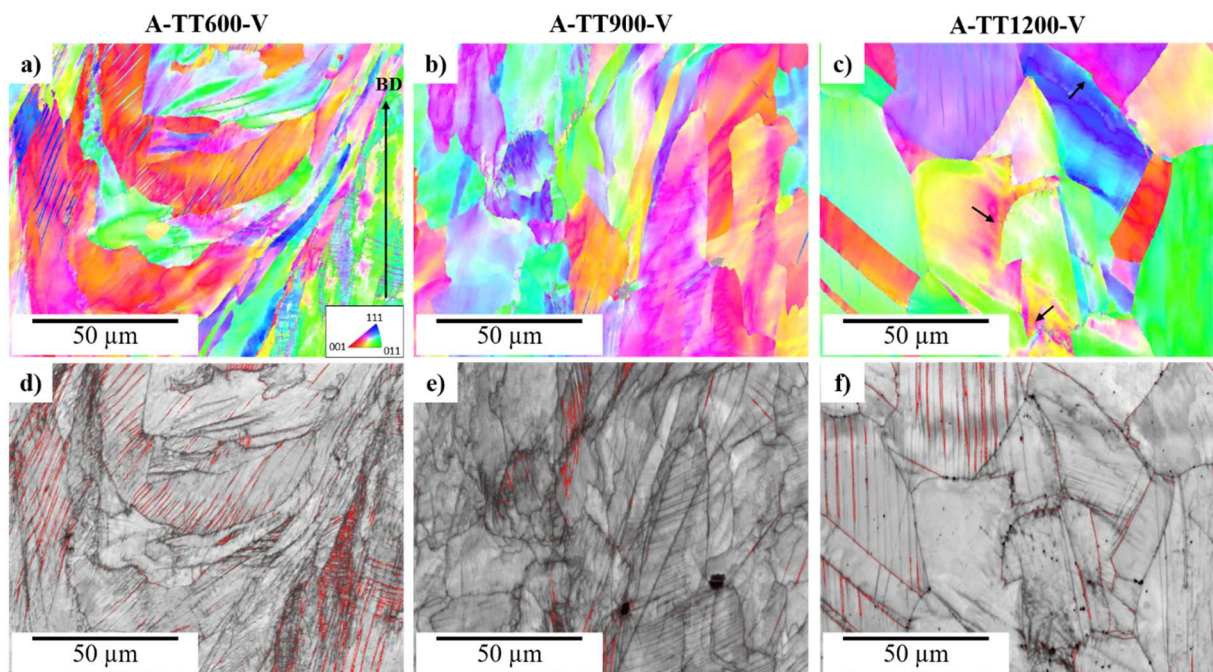 A-TT600-V A-TT900-V A-TT1200-V
a) b) c)
BD
111
001 011
50 µm 50 µm 50 µm
d) e) f)
50 µm 50 µm 50 µm